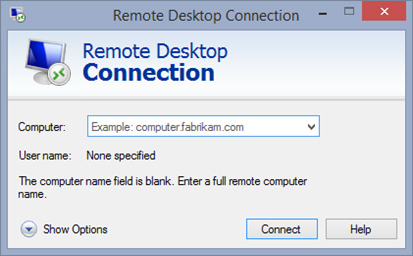 Remote Desktop Connection
Remote Desktop
Connection
Computer: Example: computer.fabrikam.com
User name: None specified
The computer name field is blank. Enter a full remote computer
name.
Show Options Connect Help